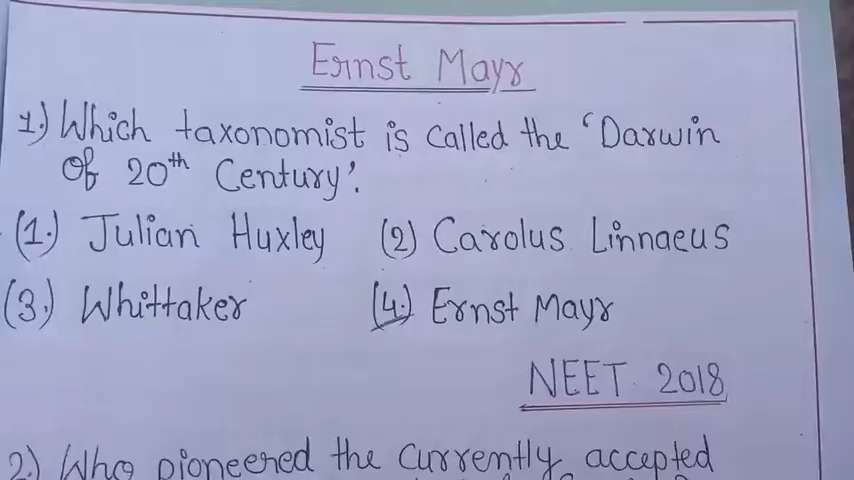 Ernst Mayr
1.) Which taxonomist is called the ‘Darwin
of 20th Century’.
(1.) Julian Huxley (2) Carolus Linnaeus
(3.) Whittaker (4.) Ernst Mayr
NEET 2018
2.) Who pioneered the currently accepted